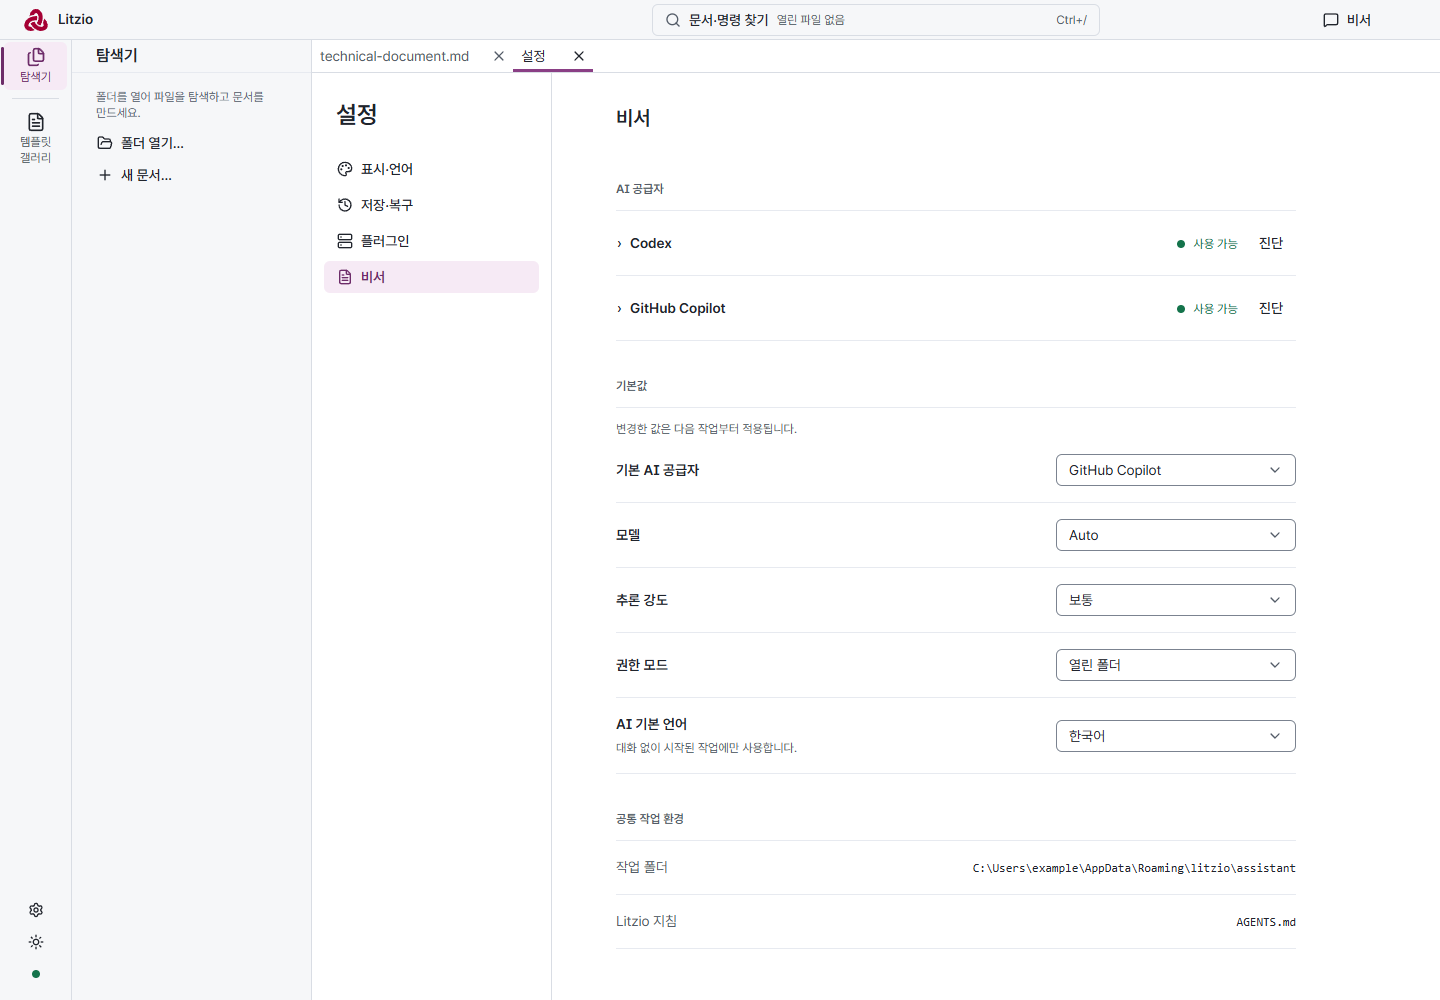 Litzio
문서·명령 찾기 열린 파일 없음 Ctrl+/
비서
탐색기
템플릿
갤러리
탐색기
폴더를 열어 파일을 탐색하고 문서를
만드세요.
폴더 열기...
새 문서...
technical-document.md
설정
설정
표시·언어
저장·복구
플러그인
비서
비서
AI 공급자
Codex 사용 가능 진단
GitHub Copilot 사용 가능 진단
기본값
변경한 값은 다음 작업부터 적용됩니다.
기본 AI 공급자 GitHub Copilot
모델 Auto
추론 강도 보통
권한 모드 열린 폴더
AI 기본 언어 한국어
대화 없이 시작된 작업에만 사용합니다.
공통 작업 환경
작업 폴더 C:\Users\example\AppData\Roaming\litzio\assistant
Litzio 지침 AGENTS.md